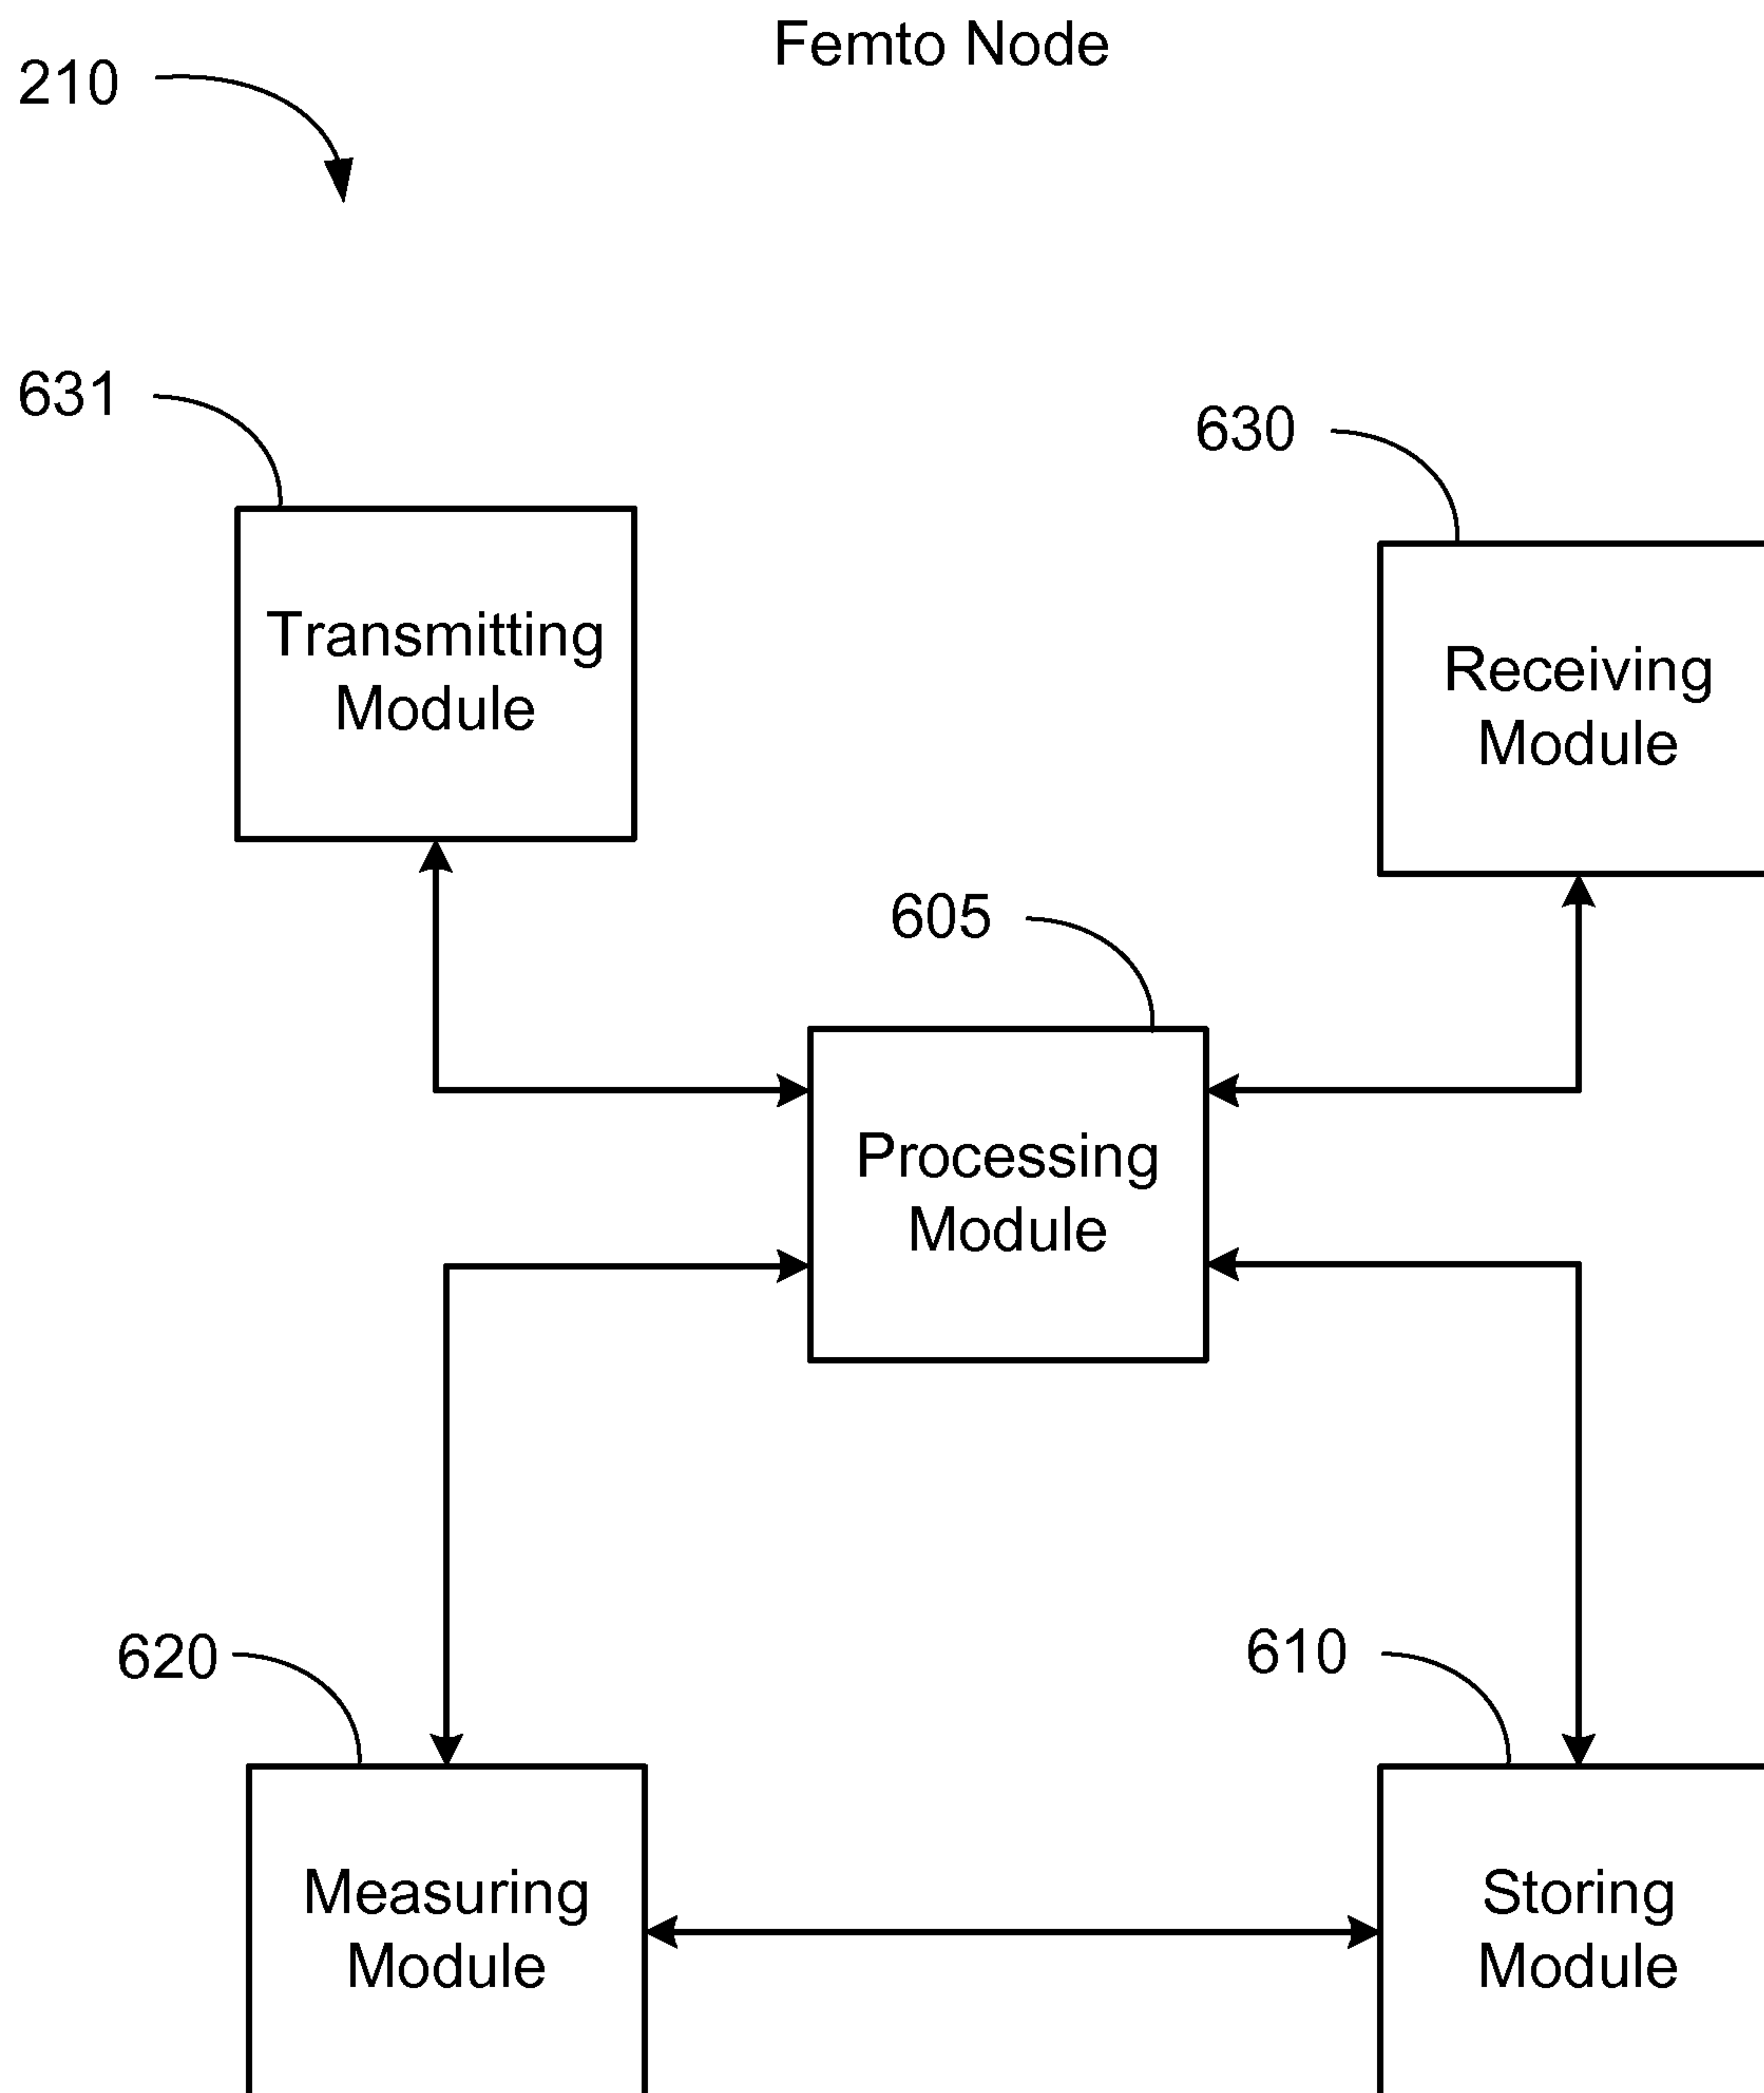 Femto Node
210
631
630
Transmitting
Module
Receiving
Module
605
Processing
Module
620
610
Measuring
Module
Storing
Module